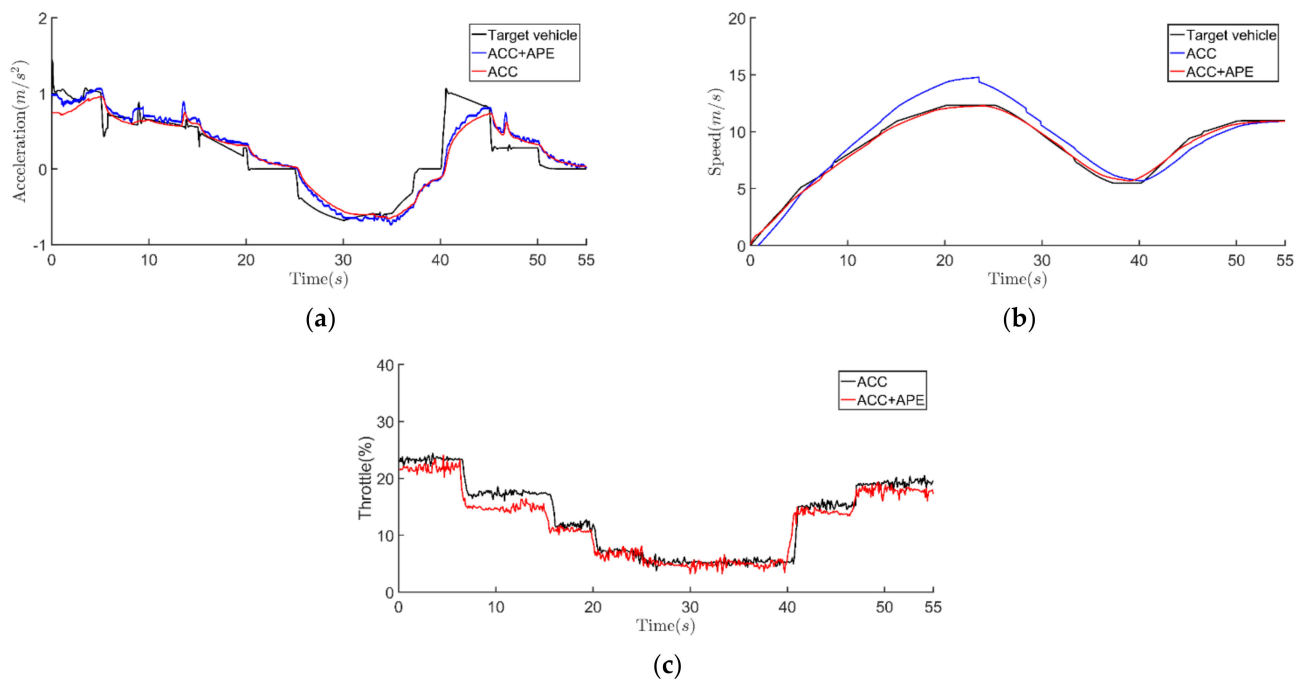 2
1
0
-1
Acceleration(m/s²)
Target vehicle
ACC+APE
ACC
0 10 20 30 40 50 55
Time(s)
(a)
20
15
10
5
0
Speed(m/s)
Target vehicle
ACC
ACC+APE
0 10 20 30 40 50 55
Time(s)
(b)
40
30
20
10
0
Throttle(%)
ACC
ACC+APE
0 10 20 30 40 50 55
Time(s)
(c)